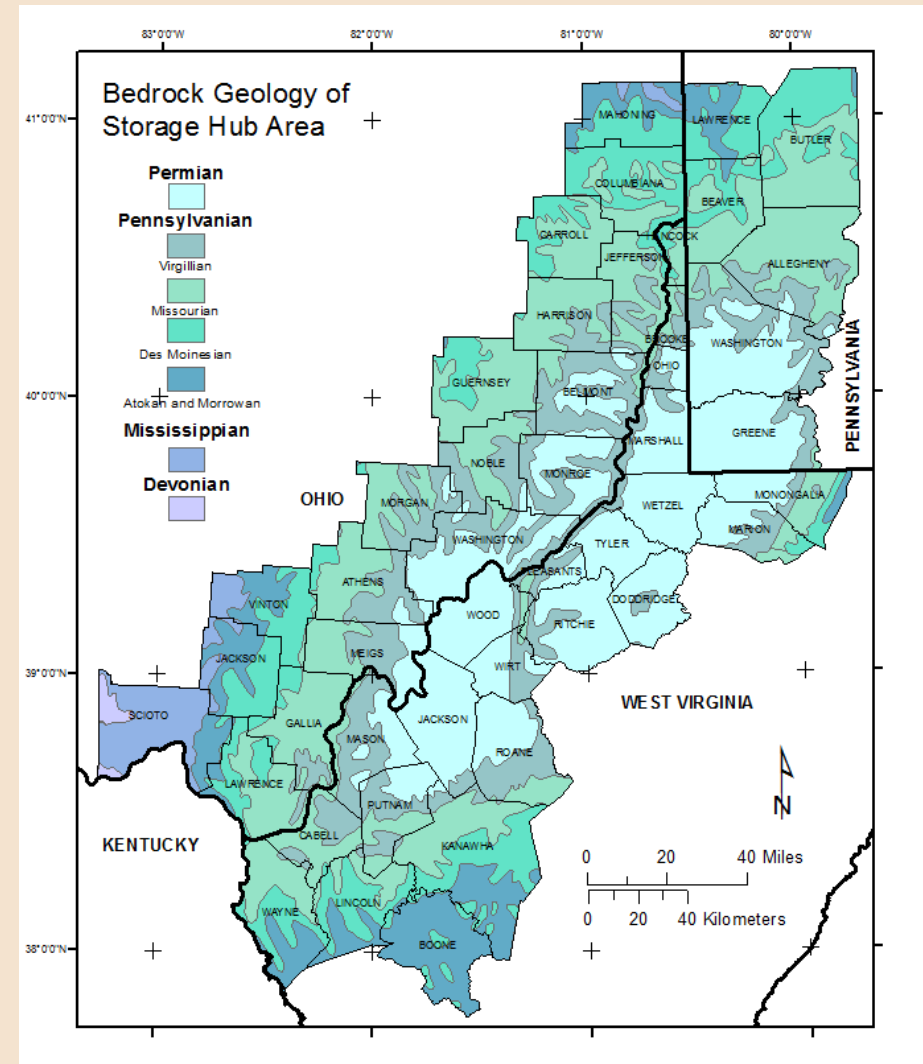 83°0'0"W
82°0'0"W
81°0'0"W
80°0'0"W
Bedrock Geology of
Storage Hub Area
41°0'0"N
40°0'0"N
39°0'0"N
38°0'0"N
Permian
Pennsylvanian
Virgillian
Missourian
Des Moinesian
Atokan and Morrowan
Mississippian
Devonian
MAHONING
LAWRENCE
BUTLER
COLUMBIANA
BEAVER
CARROLL
JEFFERSON
ALLEGHENY
HARRISON
BROOKE
WASHINGTON
OHIO
PENNSYLVANIA
GUERNSEY
BELMONT
MARSHALL
GREENE
NOBLE
MONROE
OHIO
MORGAN
WETZEL
MONONGALIA
MARION
WASHINGTON
TYLER
ATHENS
DODDRIDGE
VINTON
WOOD
RITCHIE
JACKSON
MEIGS
WIRT
WEST VIRGINIA
SCIOTO
GALLIA
MASON
JACKSON
ROANE
LAWRENCE
PUTNAM
CABELL
KENTUCKY
KANAWHA
N
0 20 40 Miles
0 20 40 Kilometers
WAYNE
LINCOLN
BOONE